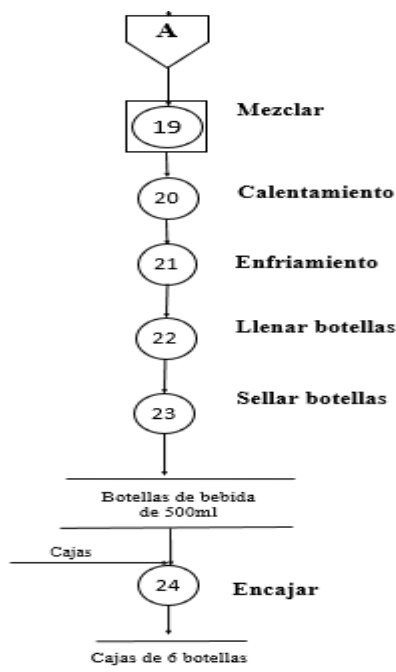 A
19 Mezclar
20 Calentamiento
21 Enfriamiento
22 Llenar botellas
23 Sellar botellas
Botellas de bebida
de 500ml
Cajas
24 Encajar
Cajas de 6 botellas